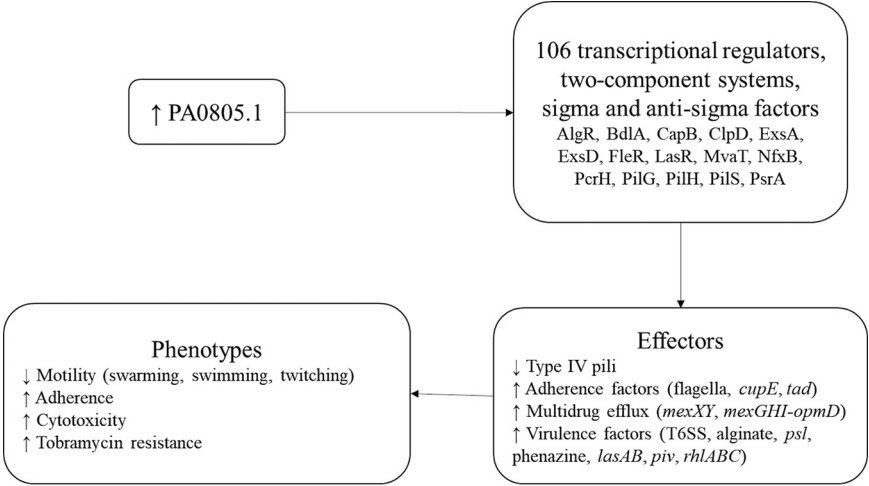 ↑ PA0805.1
106 transcriptional regulators,
two-component systems,
sigma and anti-sigma factors
AlgR, BdlA, CapB, ClpD, ExsA,
ExsD, FleR, LasR, MvaT, NfxB,
PcrH, PilG, PilH, PilS, PsrA
Effectors
↓ Type IV pili
↑ Adherence factors (flagella, cupE, tad)
↑ Multidrug efflux (mexXY, mexGHI-opmD)
↑ Virulence factors (T6SS, alginate, psl,
phenazine, lasAB, piv, rhlABC)
Phenotypes
↓ Motility (swarming, swimming, twitching)
↑ Adherence
↑ Cytotoxicity
↑ Tobramycin resistance